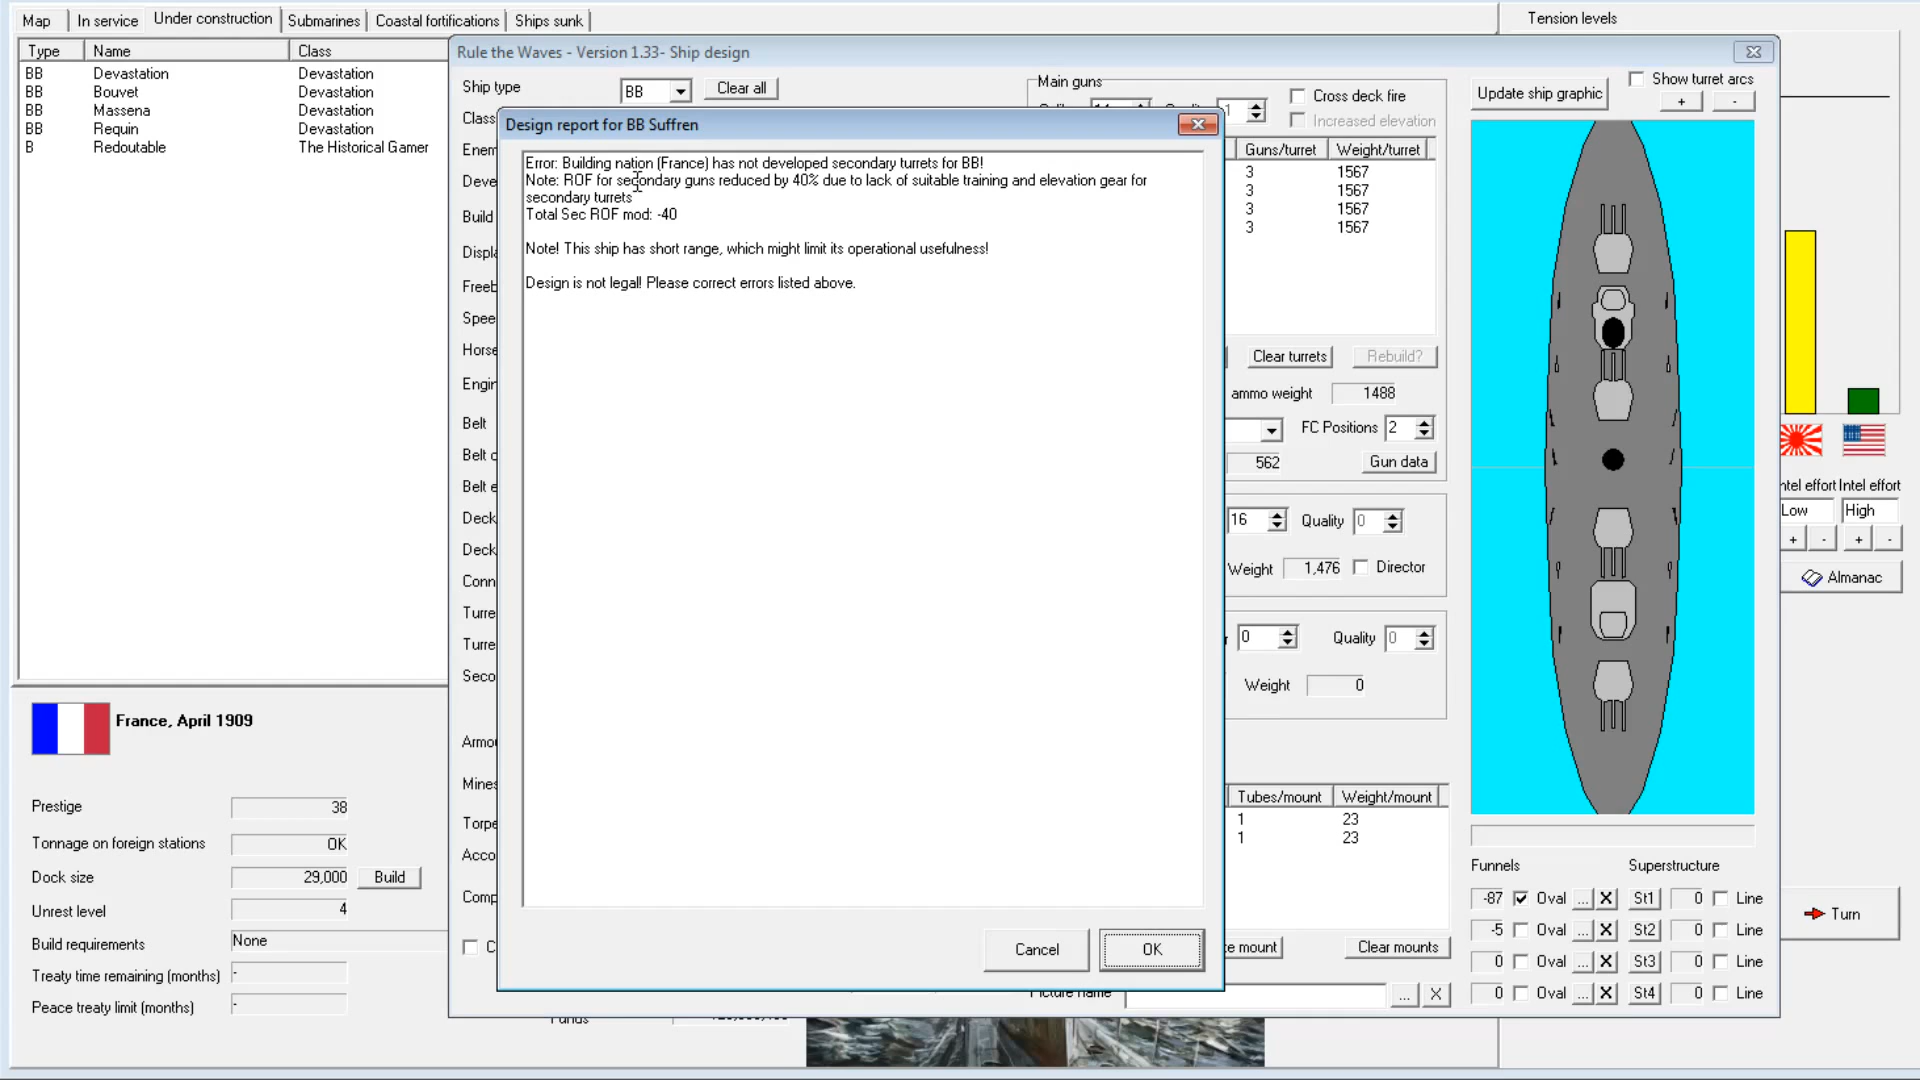 Map
In service
Under construction
Submarines
Coastal fortifications
Ships sunk
Type Name Class
BB Devastation Devastation
BB Bouvet Devastation
BB Massena Devastation
BB Requin Devastation
B Redoutable The Historical Gamer
France, April 1909
Prestige 38
Tonnage on foreign stations OK
Dock size 29,000 Build
Unrest level 4
Build requirements None
Treaty time remaining (months) -
Peace treaty limit (months) -
Rule the Waves - Version 1.33- Ship design
Ship type BB Clear all
Main guns
Cross deck fire
Increased elevation
Design report for BB Suffren
Error: Building nation (France) has not developed secondary turrets for BB!
Note: ROF for secondary guns reduced by 40% due to lack of suitable training and elevation gear for
secondary turrets
Total Sec ROF mod: -40
Note! This ship has short range, which might limit its operational usefulness!
Design is not legal! Please correct errors listed above.
Cancel OK
Guns/turret Weight/turret
3 1567
3 1567
3 1567
3 1567
Clear turrets Rebuild?
ammo weight 1488
FC Positions 2
562 Gun data
16 Quality 0
Weight 1,476 Director
0 Quality 0
Weight 0
Tubes/mount Weight/mount
1 23
1 23
mount Clear mounts
Picture name ... X
Update ship graphic
Show turret arcs
+ -
Funnels Superstructure
-87 Oval ... X St1 0 Line
-5 Oval ... X St2 0 Line
0 Oval ... X St3 0 Line
0 Oval ... X St4 0 Line
Tension levels
Intel effort
Low High
+ - + -
Almanac
Turn